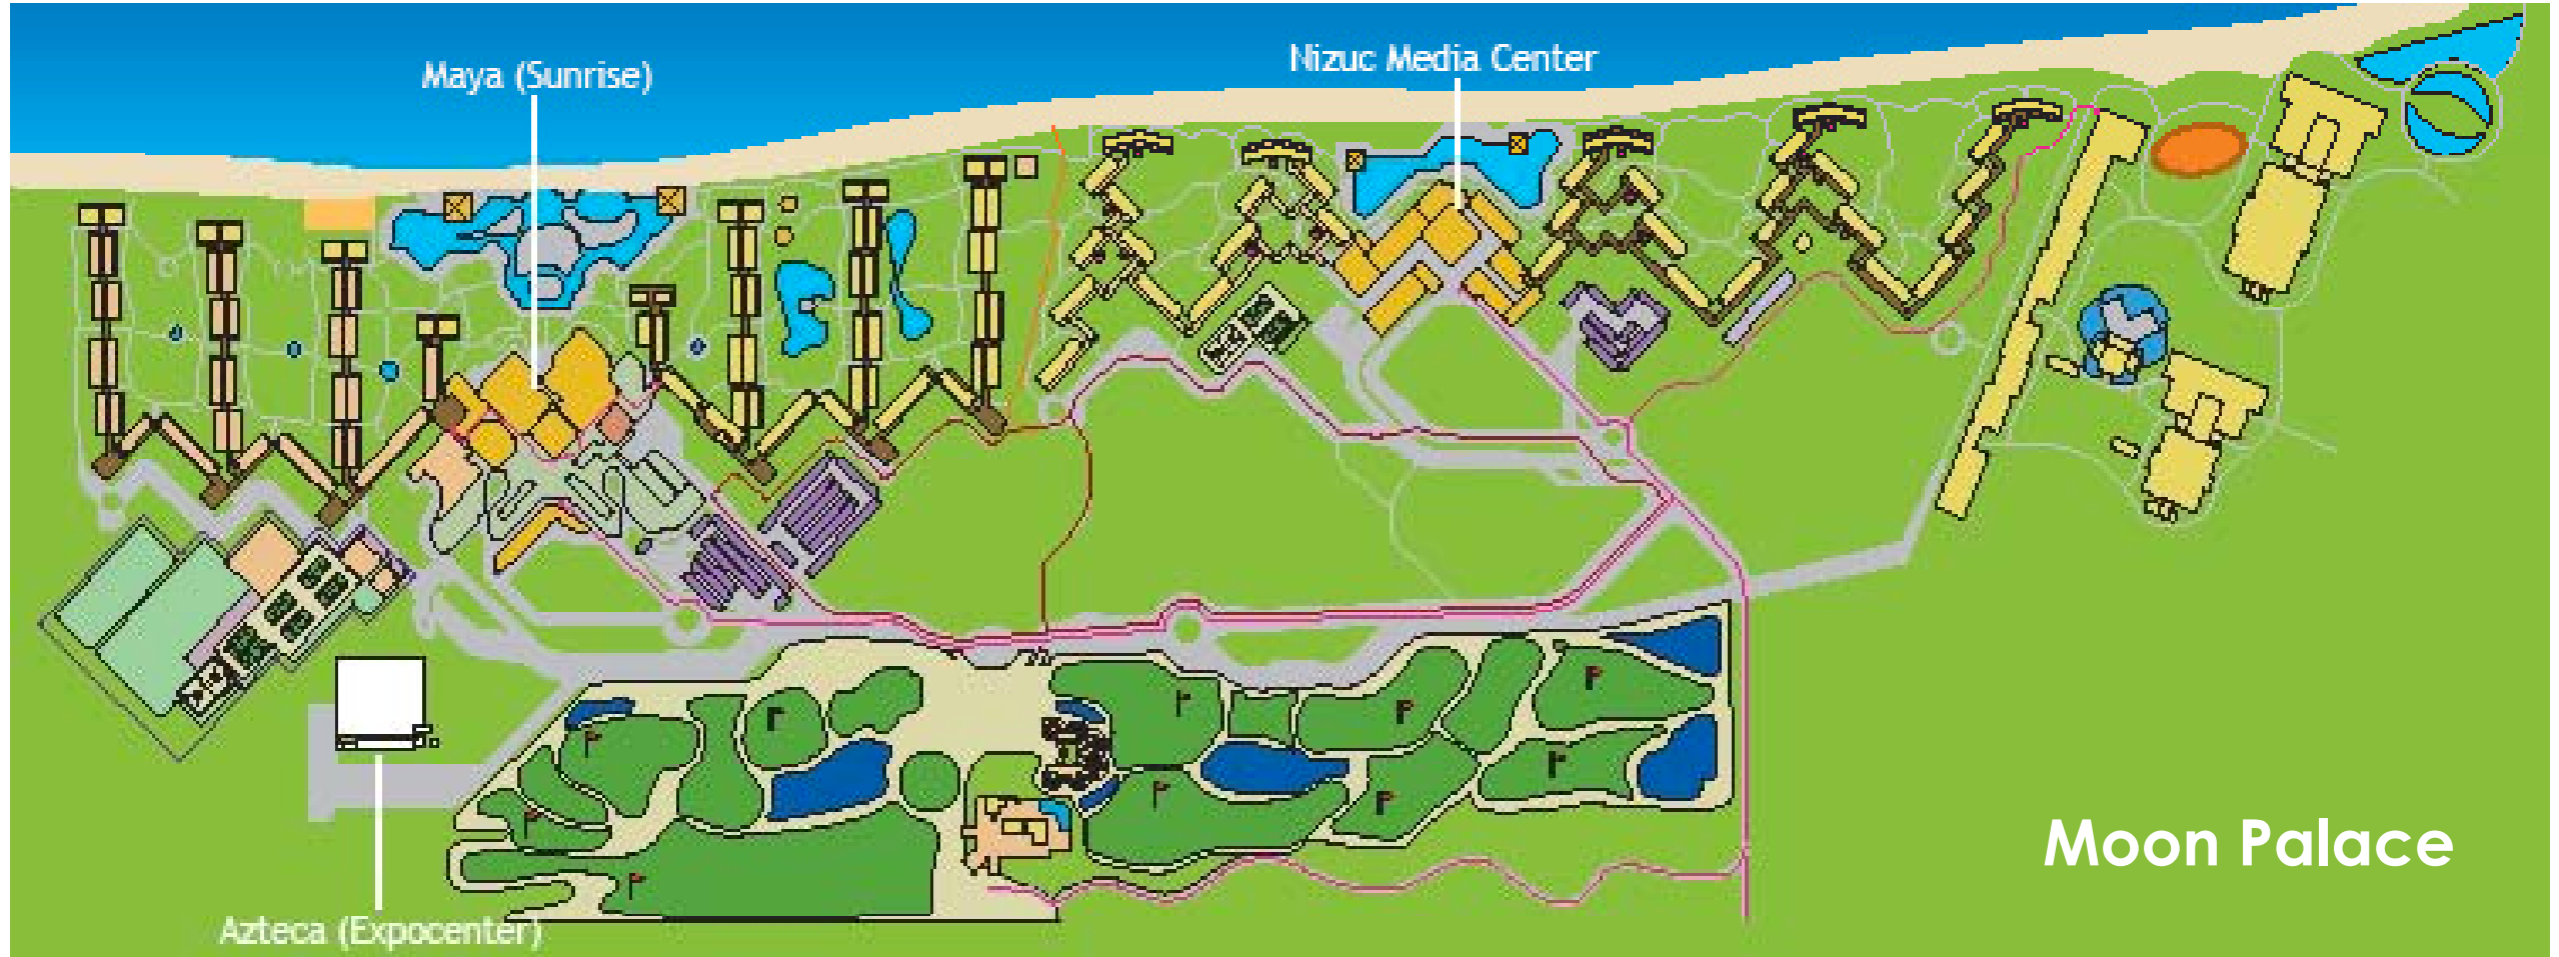 Nizuc Media Center
Maya (Sunrise)
Moon Palace
Azteca (Expocenter)